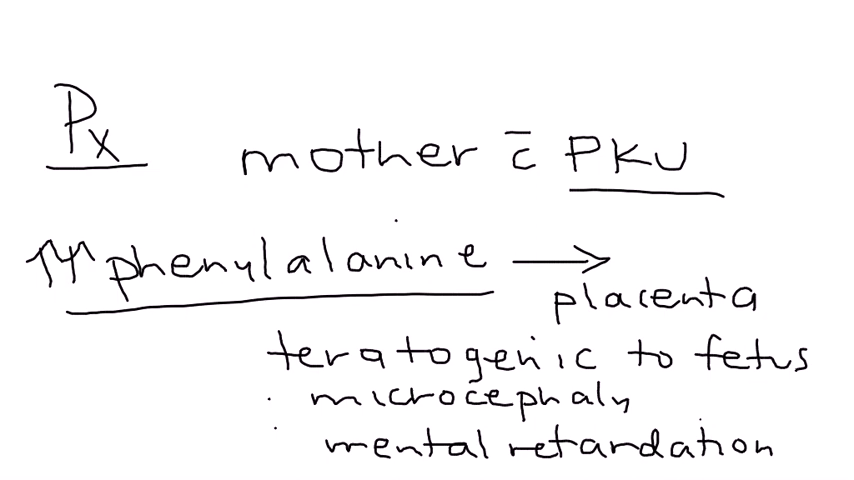 Px mother c̄ PKU
↑↑ phenylalanine →
placenta
teratogenic to fetus
microcephaly
mental retardation